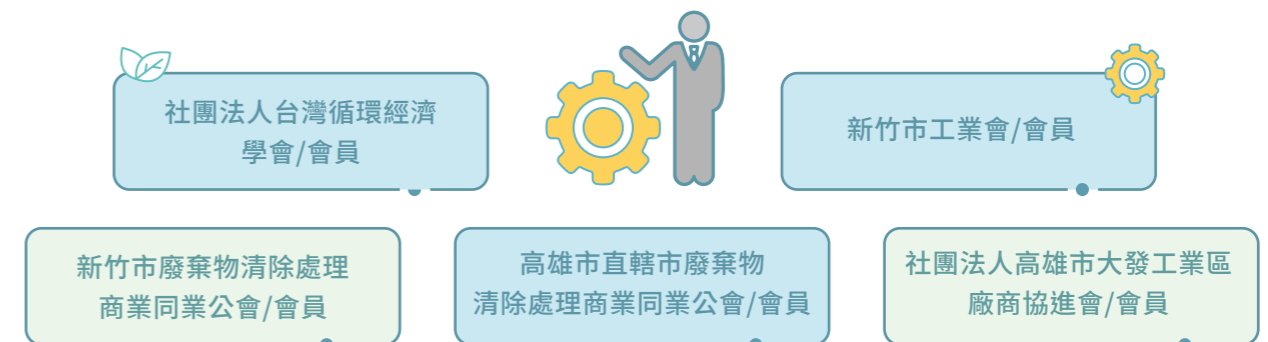 社團法人台灣循環經濟
學會/會員
新竹市工業會/會員
新竹市廢棄物清除處理
商業同業公會/會員
高雄市直轄市廢棄物
清除處理商業同業公會/會員
社團法人高雄市大發工業區
廠商協進會/會員